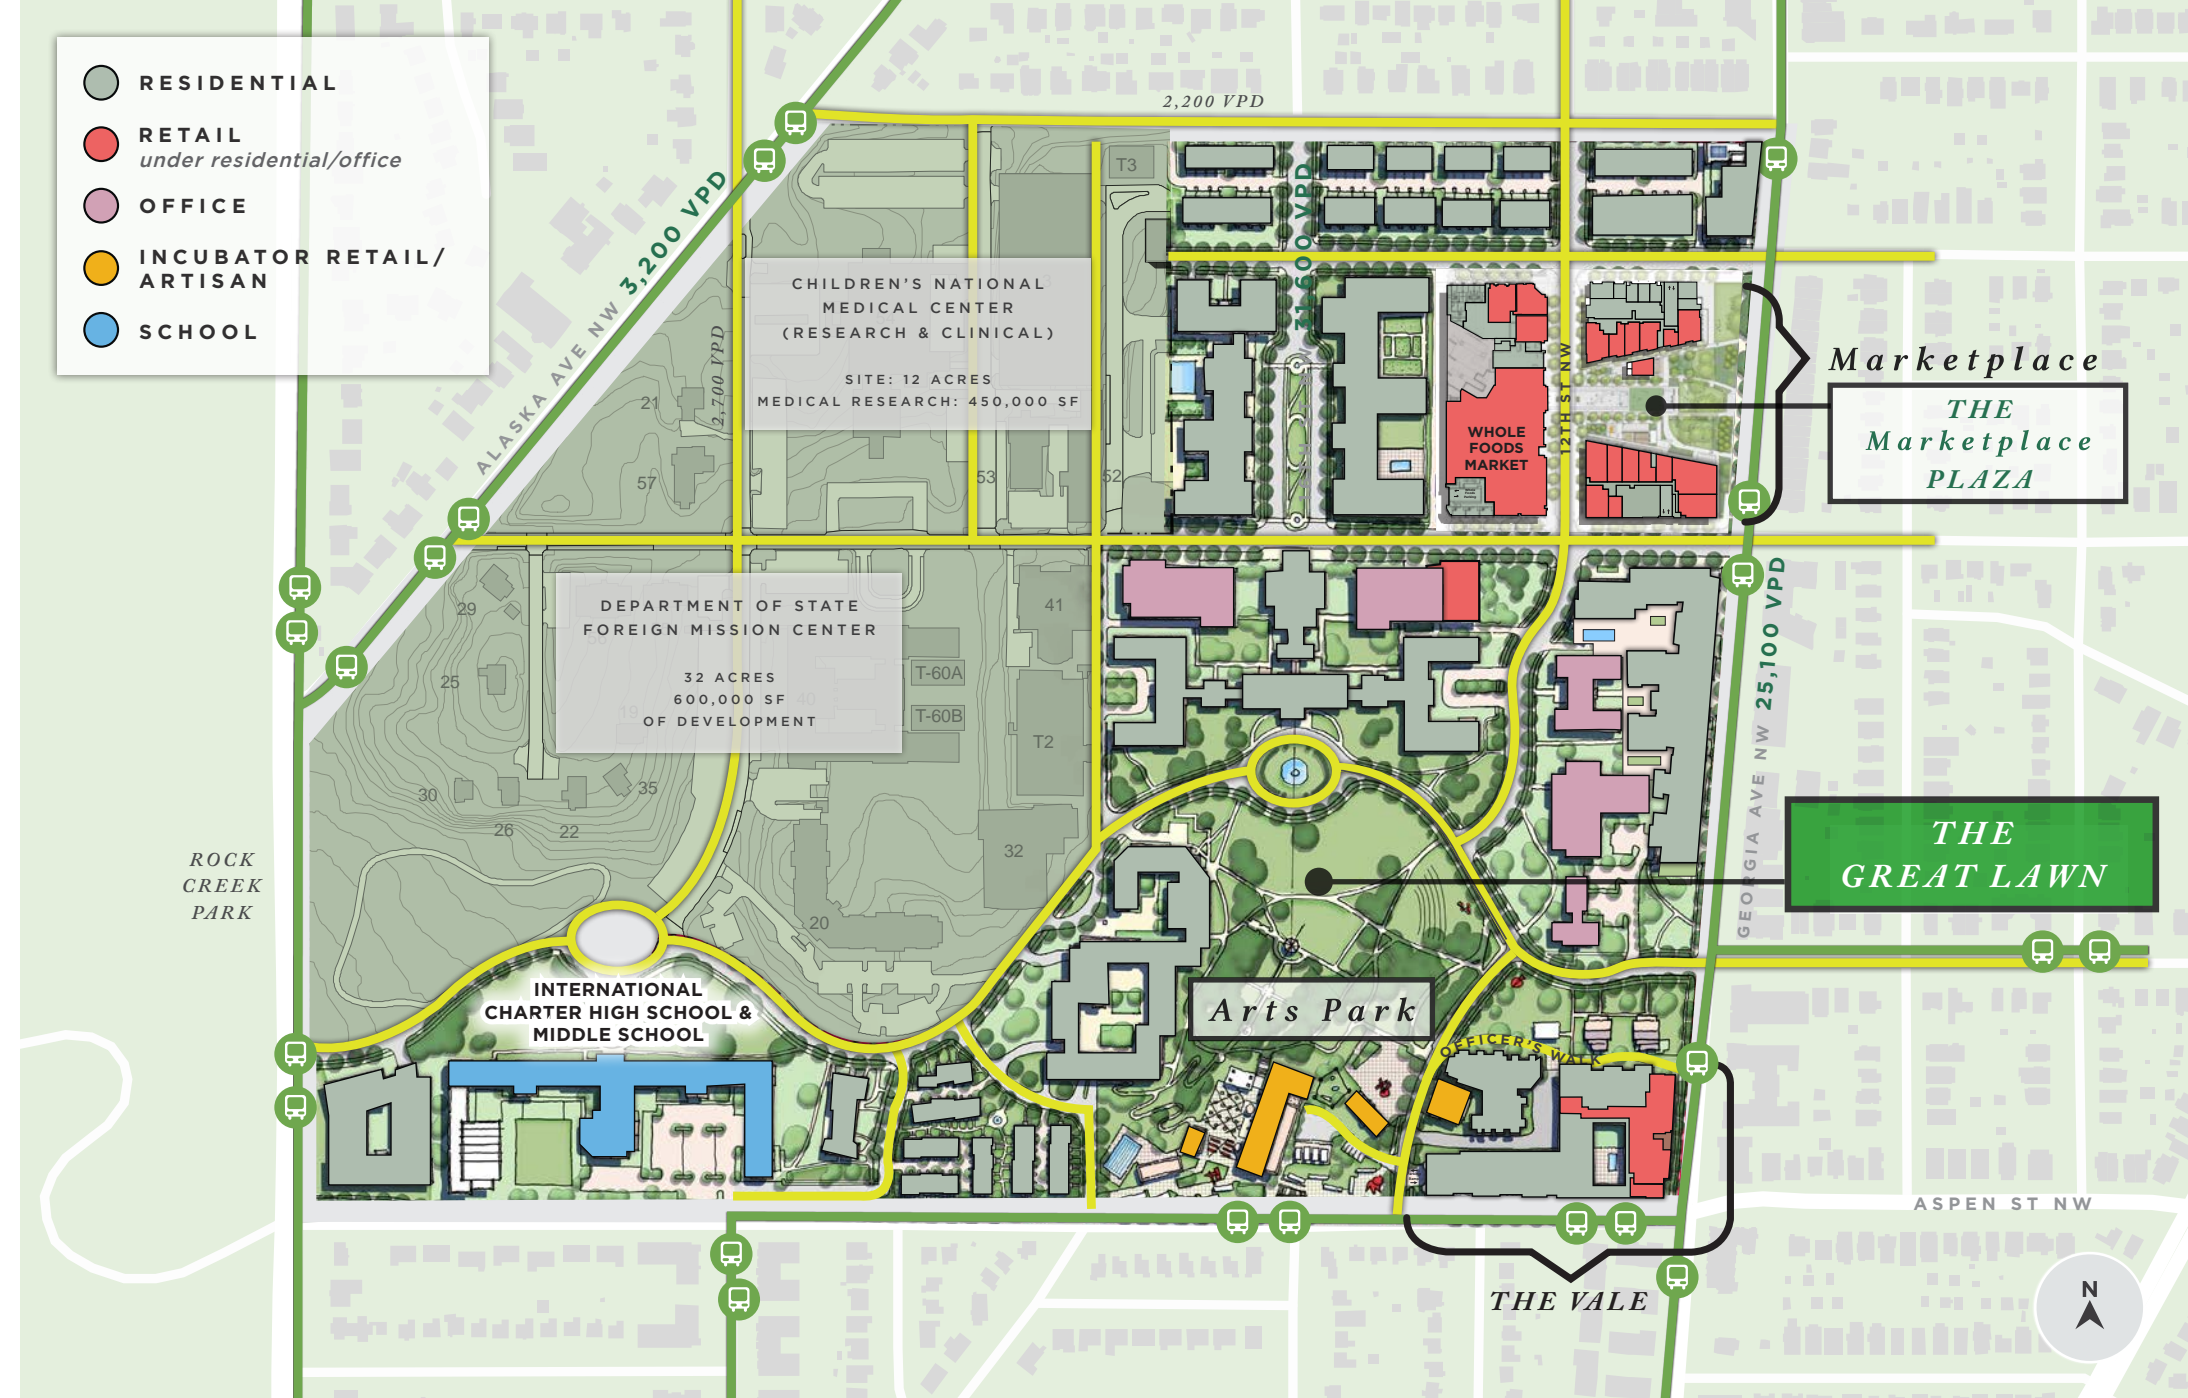 RESIDENTIAL
RETAIL
under residential/office
OFFICE
INCUBATOR RETAIL/
ARTISAN
SCHOOL
2,200 VPD
3,200 VPD
ALASKA AVE NW
2,700 VPD
31,600 VPD
T3
CHILDREN'S NATIONAL
MEDICAL CENTER
(RESEARCH & CLINICAL)
SITE: 12 ACRES
MEDICAL RESEARCH: 450,000 SF
21
57
53
52
WHOLE
FOODS
MARKET
12TH ST NW
Marketplace
THE
Marketplace
PLAZA
DEPARTMENT OF STATE
FOREIGN MISSION CENTER
32 ACRES
600,000 SF
OF DEVELOPMENT
29
25
19
40
41
T-60A
T-60B
T2
30
26
22
35
32
20
25,100 VPD
GEORGIA AVE NW
THE
GREAT LAWN
ROCK
CREEK
PARK
INTERNATIONAL
CHARTER HIGH SCHOOL &
MIDDLE SCHOOL
Arts Park
OFFICER'S WALK
ASPEN ST NW
THE VALE
N